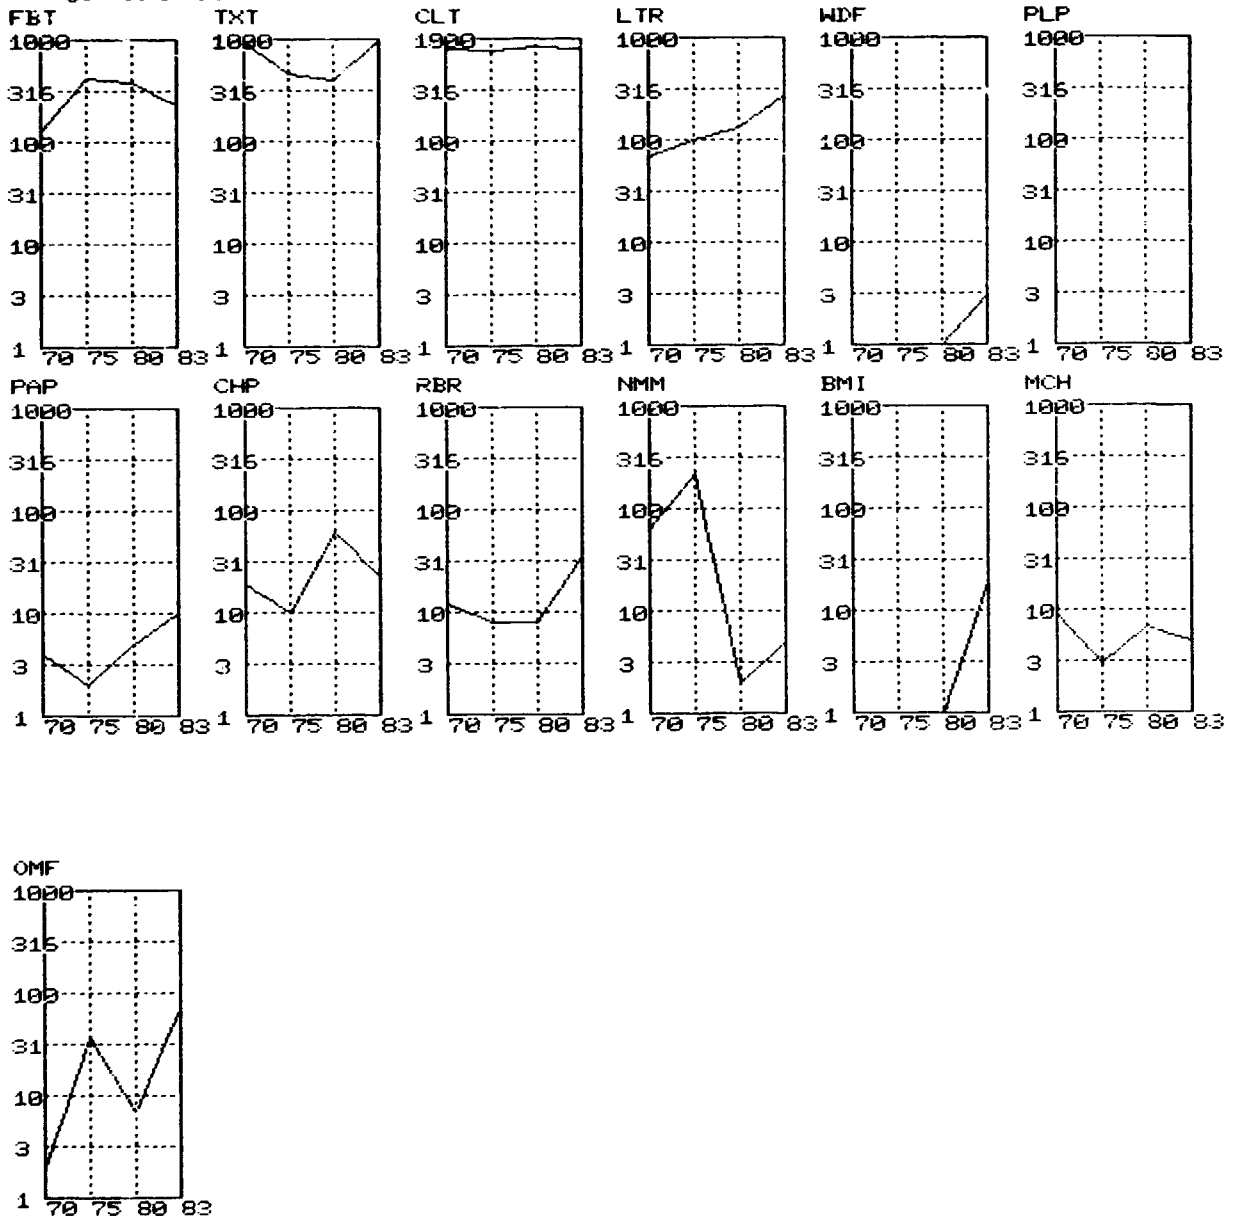 FBT TXT CLT LTR WDF PLP
1000 1000 1000 1000 1000 1000
316 316 316 316 316 316
100 100 100 100 100 100
31 31 31 31 31 31
10 10 10 10 10 10
3 3 3 3 3 3
1 70 75 80 83 1 70 75 80 83 1 70 75 80 83 1 70 75 80 83 1 70 75 80 83 1 70 75 80 83
PAP CHP RBR NMM BMI MCH
1000 1000 1000 1000 1000 1000
316 316 316 316 316 316
100 100 100 100 100 100
31 31 31 31 31 31
10 10 10 10 10 10
3 3 3 3 3 3
1 70 75 80 83 1 70 75 80 83 1 70 75 80 83 1 70 75 80 83 1 70 75 80 83 1 70 75 80 83
OMF
1000
316
100
31
10
3
1 70 75 80 83